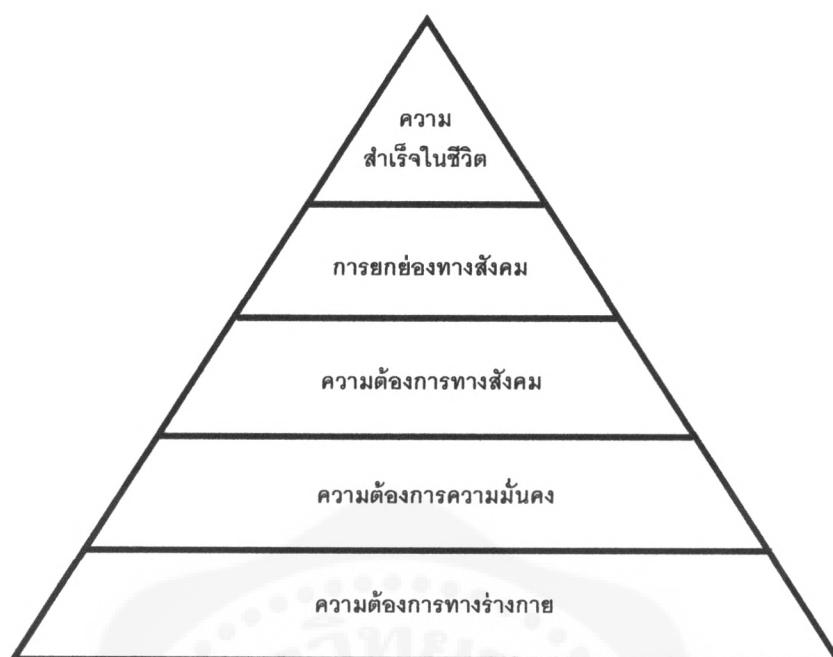 ความ
สำเร็จในชีวิต
การยกย่องทางสังคม
ความต้องการทางสังคม
ความต้องการความมั่นคง
ความต้องการทางร่างกาย